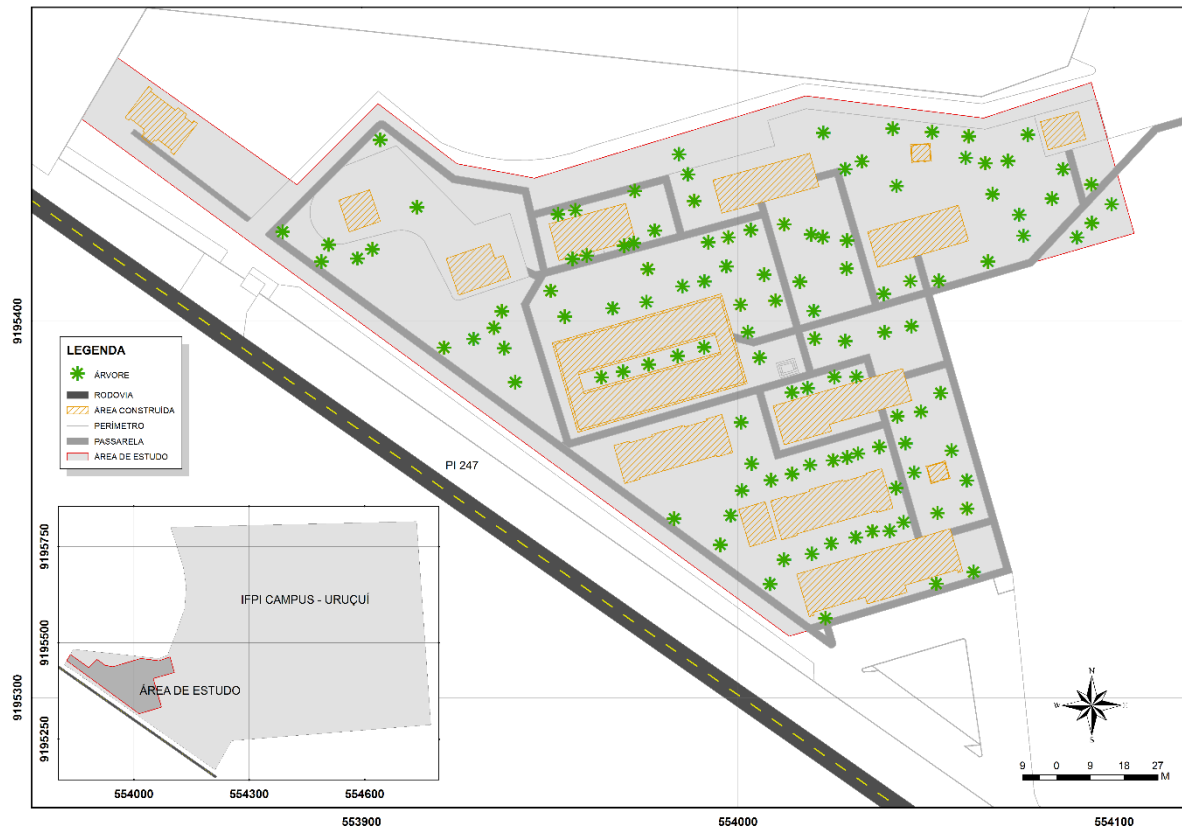 9195400
LEGENDA
ÁRVORE
RODOVIA
ÁREA CONSTRUÍDA
PERÍMETRO
PASSARELA
ÁREA DE ESTUDO
PI 247
9195750
9195500
9195250
IFPI CAMPUS - URUÇUÍ
ÁREA DE ESTUDO
554000
554300
554600
9195300
N
W
E
S
9 0 9 18 27
M
553900
554000
554100